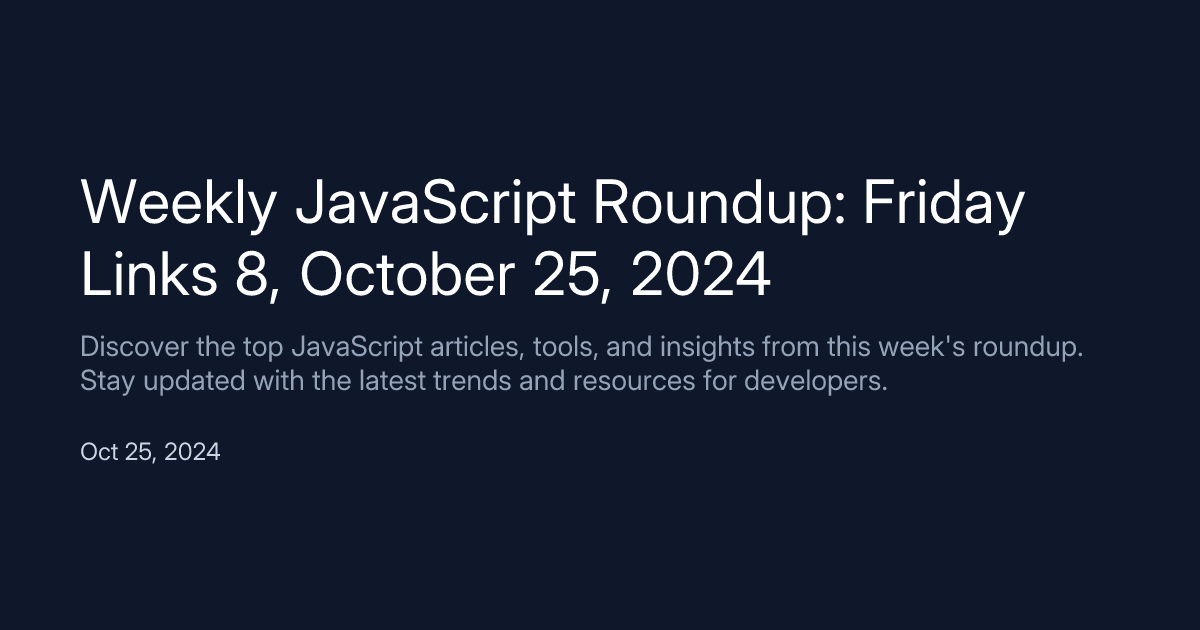 Weekly JavaScript Roundup: Friday
Links 8, October 25, 2024
Discover the top JavaScript articles, tools, and insights from this week's roundup.
Stay updated with the latest trends and resources for developers.
Oct 25, 2024